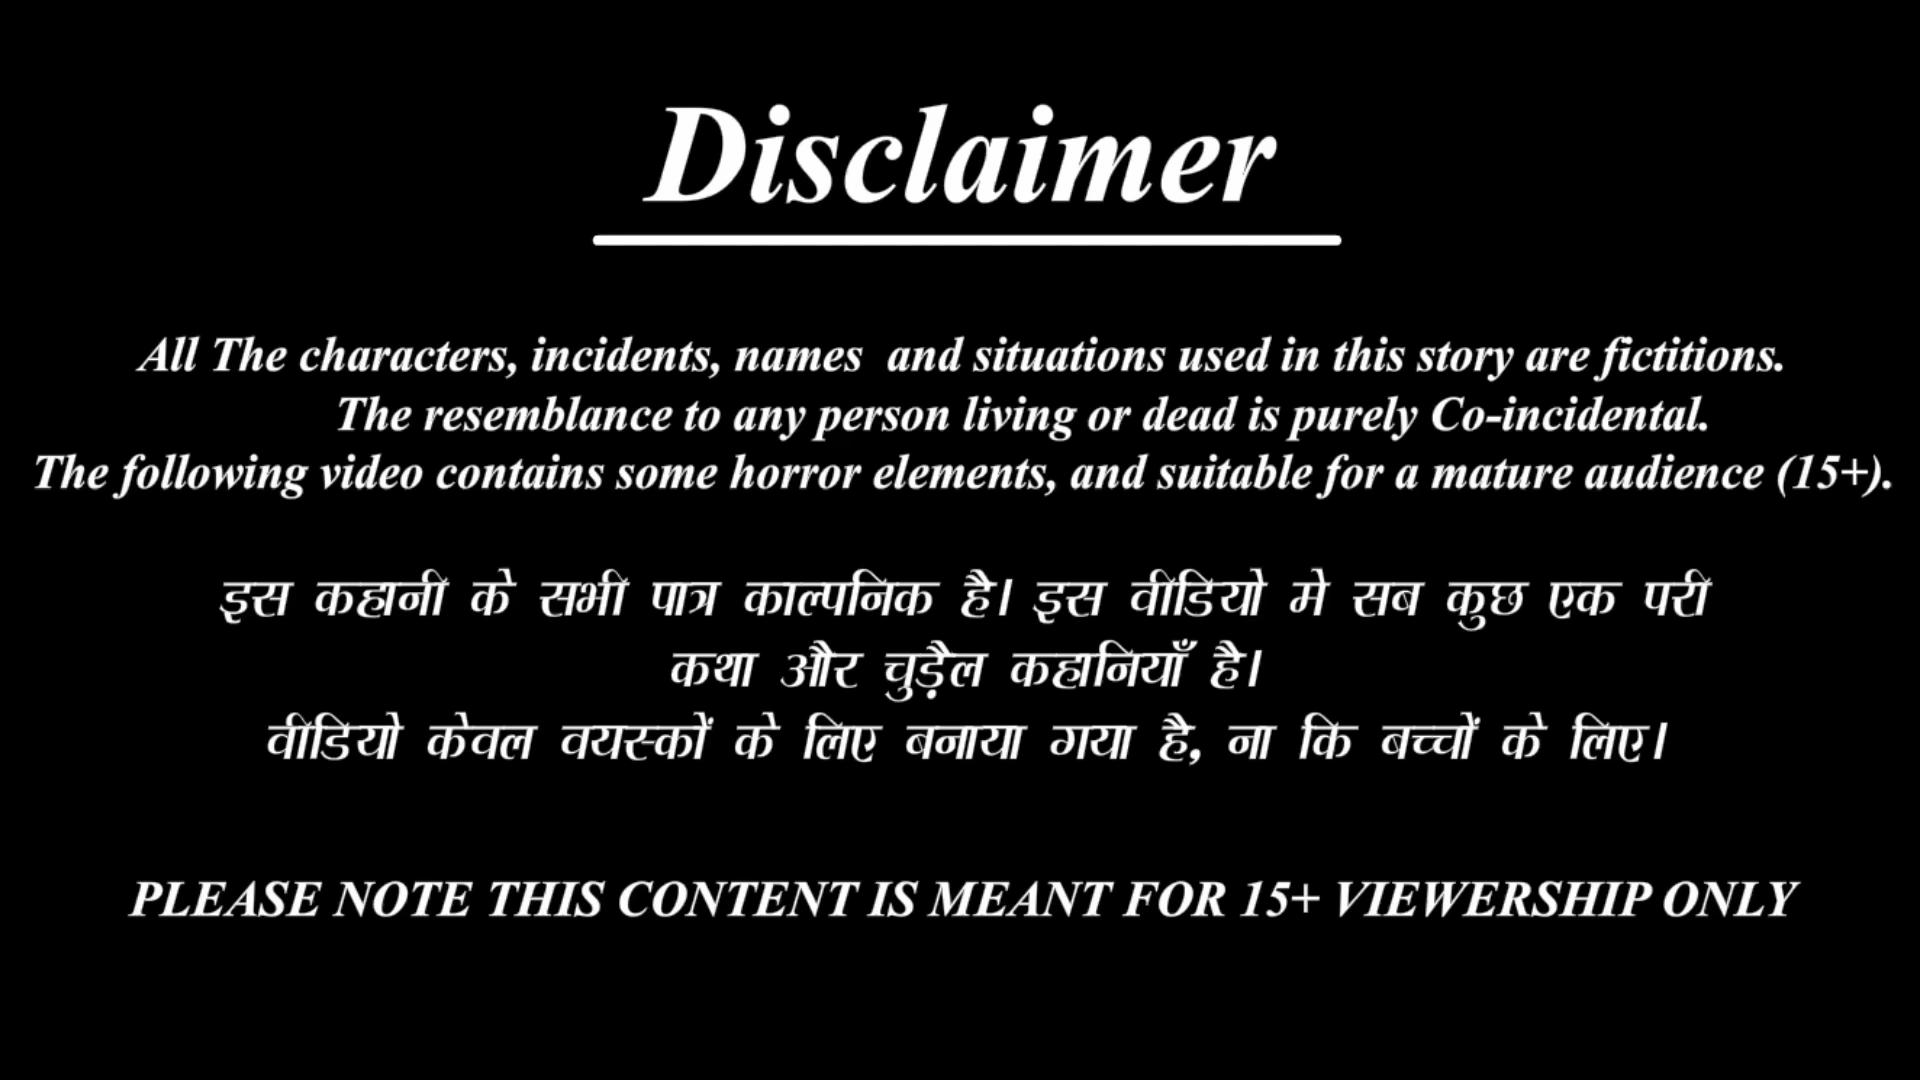 Disclaimer
All The characters, incidents, names and situations used in this story are fictitions.
The resemblance to any person living or dead is purely Co-incidental.
The following video contains some horror elements, and suitable for a mature audience (15+).
इस कहानी के सभी पात्र काल्पनिक है। इस वीडियो मे सब कुछ एक परी
कथा और चुड़ैल कहानियाँ है।
वीडियो केवल वयस्कों के लिए बनाया गया है, ना कि बच्चों के लिए।
PLEASE NOTE THIS CONTENT IS MEANT FOR 15+ VIEWERSHIP ONLY